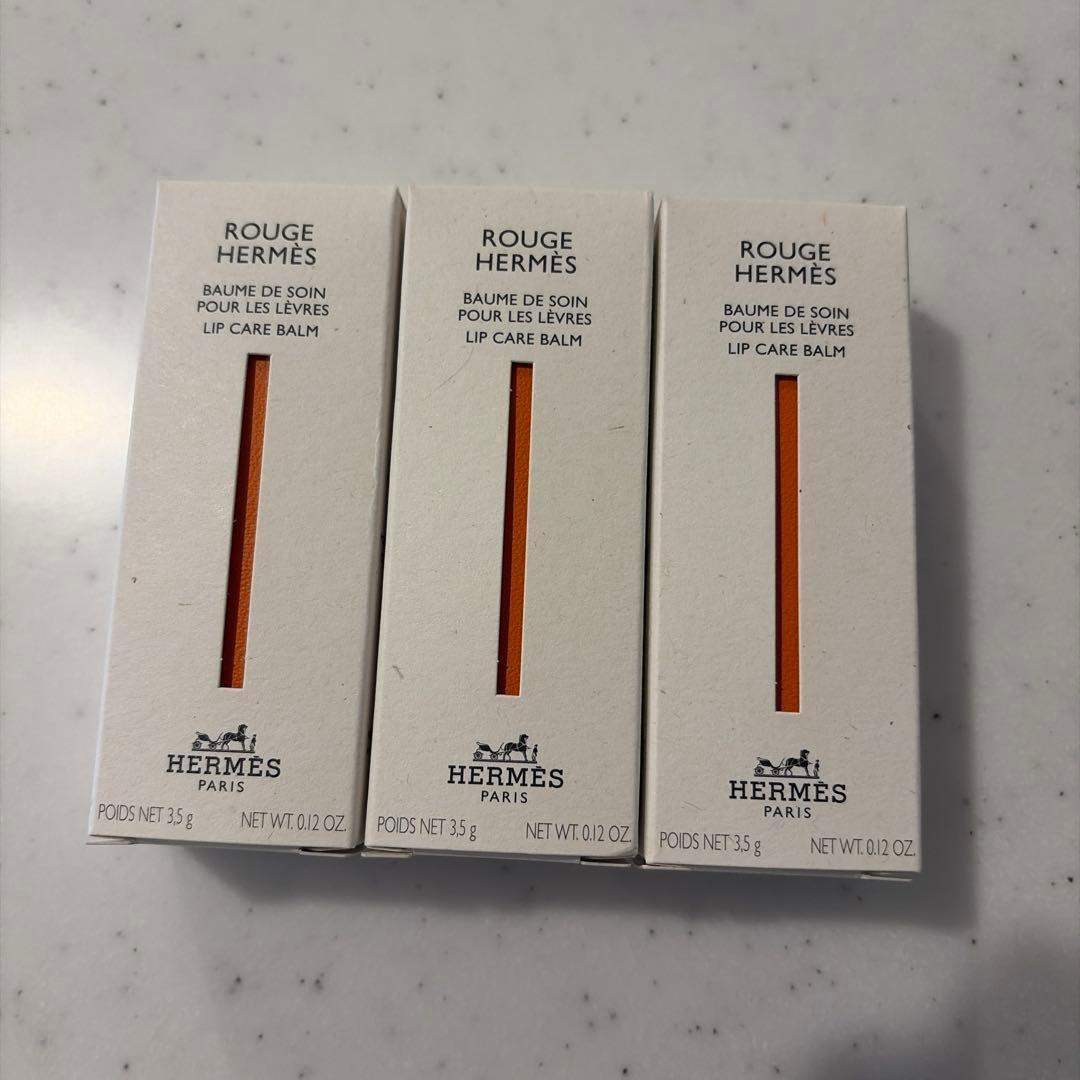 ROUGE
HERMÈS
BAUME DE SOIN
POUR LES LÈVRES
LIP CARE BALM
HERMÈS
PARIS
POIDS NET 3,5 g NET WT. 0.12 OZ.
ROUGE
HERMÈS
BAUME DE SOIN
POUR LES LÈVRES
LIP CARE BALM
HERMÈS
PARIS
POIDS NET 3,5 g NET WT. 0.12 OZ.
ROUGE
HERMÈS
BAUME DE SOIN
POUR LES LÈVRES
LIP CARE BALM
HERMÈS
PARIS
POIDS NET 3,5 g NET WT. 0.12 OZ.